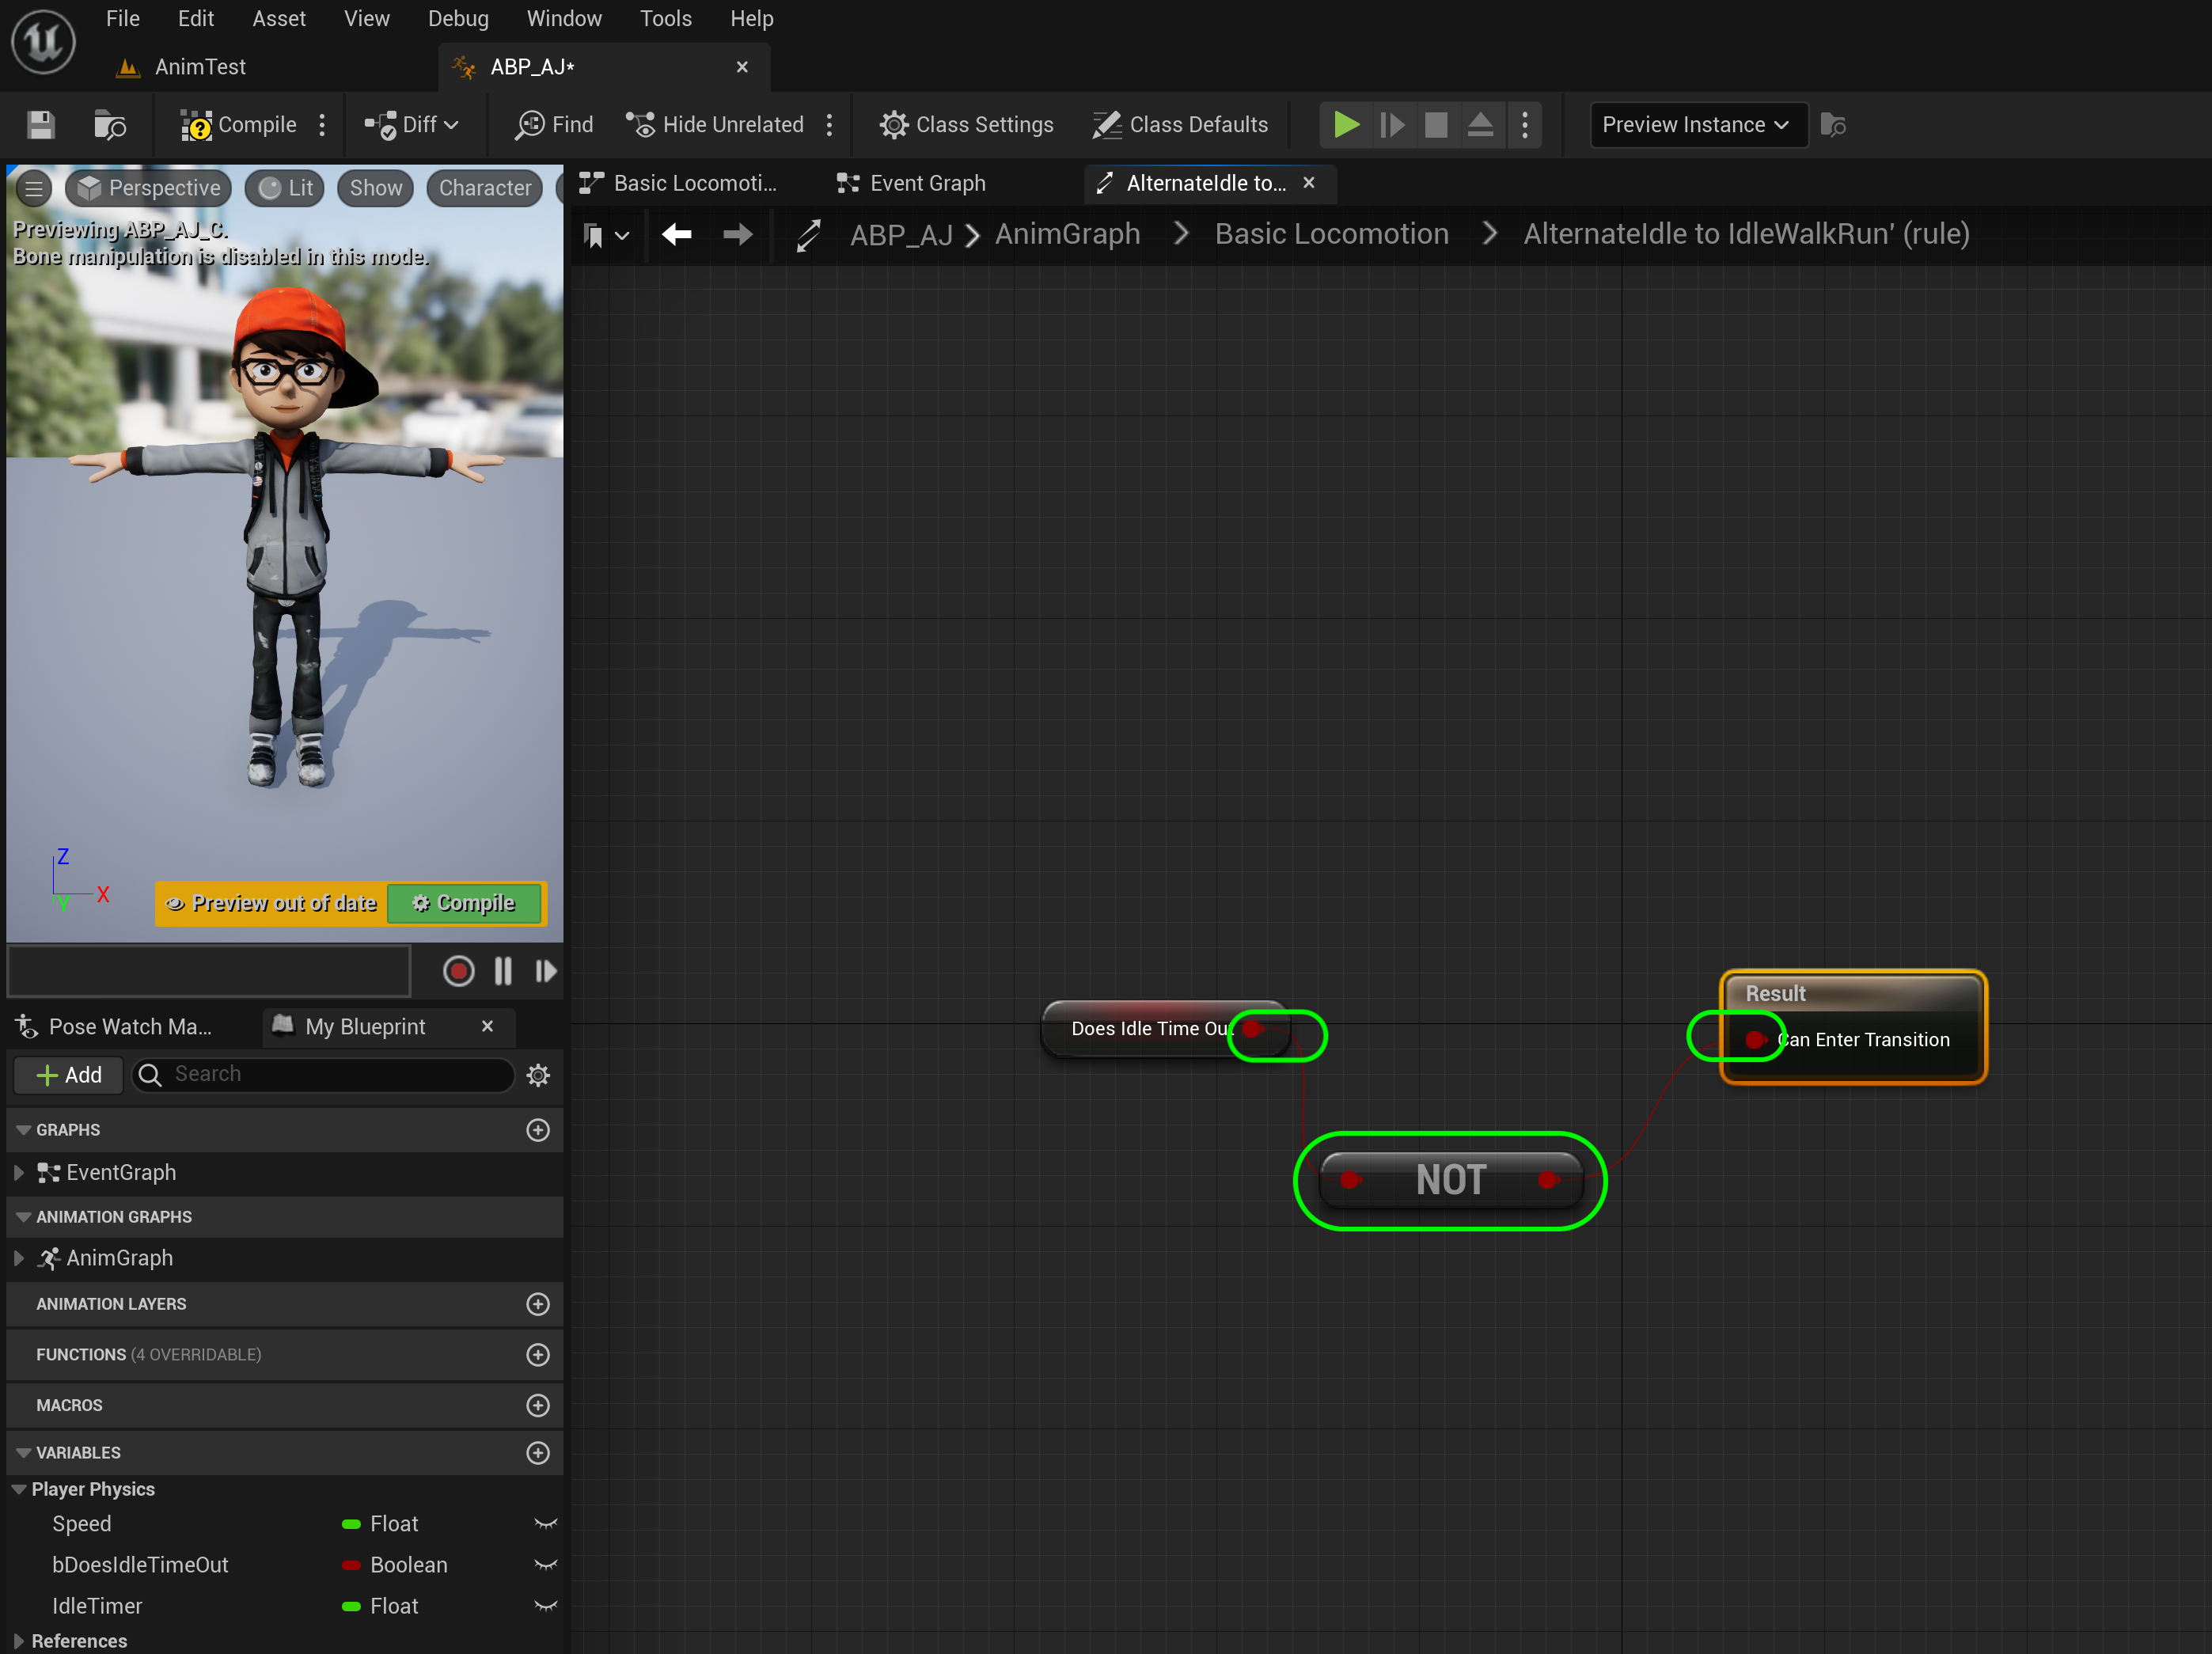 File Edit Asset View Debug Window Tools Help
AnimTest ABP_AJ*
Compile Diff Find Hide Unrelated Class Settings Class Defaults Preview Instance
Perspective Lit Show Character
Previewing ABP_AJ_C.
Bone manipulation is disabled in this mode.
Z
X
Y
Preview out of date Compile
Basic Locomoti... Event Graph AlternateIdle to...
ABP_AJ > AnimGraph > Basic Locomotion > AlternateIdle to IdleWalkRun' (rule)
Does Idle Time Out
NOT
Result
Can Enter Transition
Pose Watch Ma... My Blueprint
Add Search
GRAPHS
EventGraph
ANIMATION GRAPHS
AnimGraph
ANIMATION LAYERS
FUNCTIONS (4 OVERRIDABLE)
MACROS
VARIABLES
Player Physics
Speed Float
bDoesIdleTimeOut Boolean
IdleTimer Float
References